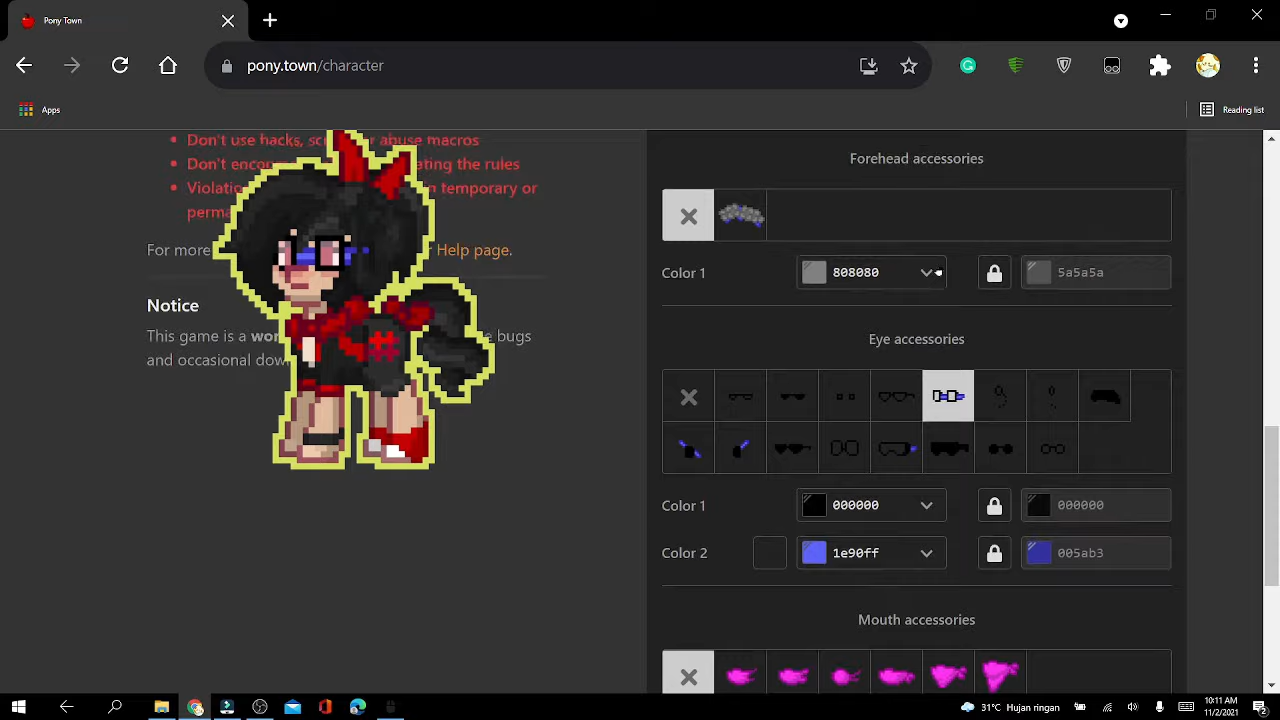 Pony Town
pony.town/character
Apps
Reading list
Don't use hacks, scr abuse macros
Don't encour ating the rules
Violatio n temporary or
perma
For more Help page.
Notice
This game is a wor e bugs
and occasional dow
Forehead accessories
Color 1 808080 5a5a5a
Eye accessories
Color 1 000000 000000
Color 2 1e90ff 005ab3
Mouth accessories
31°C Hujan ringan
10:11 AM
11/2/2021
2